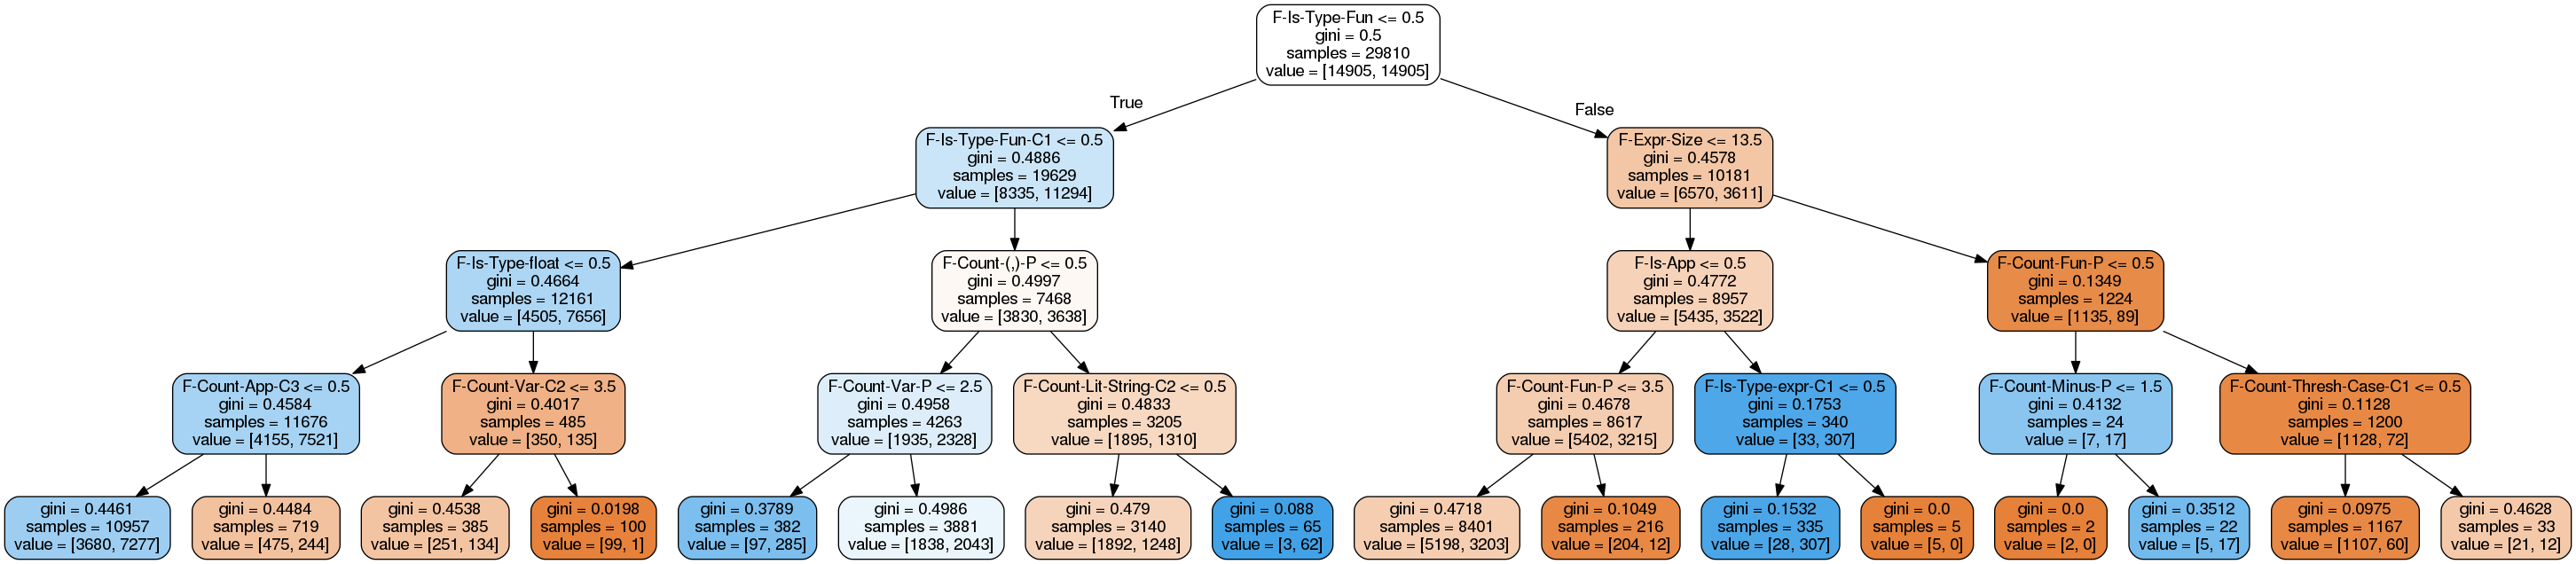 F-Is-Type-Fun <= 0.5
gini = 0.5
samples = 29810
value = [14905, 14905]
True
False
F-Is-Type-Fun-C1 <= 0.5
gini = 0.4886
samples = 19629
value = [8335, 11294]
F-Expr-Size <= 13.5
gini = 0.4578
samples = 10181
value = [6570, 3611]
F-Is-Type-float <= 0.5
gini = 0.4664
samples = 12161
value = [4505, 7656]
F-Count-(,)-P <= 0.5
gini = 0.4997
samples = 7468
value = [3830, 3638]
F-Is-App <= 0.5
gini = 0.4772
samples = 8957
value = [5435, 3522]
F-Count-Fun-P <= 0.5
gini = 0.1349
samples = 1224
value = [1135, 89]
F-Count-App-C3 <= 0.5
gini = 0.4584
samples = 11676
value = [4155, 7521]
F-Count-Var-C2 <= 3.5
gini = 0.4017
samples = 485
value = [350, 135]
F-Count-Var-P <= 2.5
gini = 0.4958
samples = 4263
value = [1935, 2328]
F-Count-Lit-String-C2 <= 0.5
gini = 0.4833
samples = 3205
value = [1895, 1310]
F-Count-Fun-P <= 3.5
gini = 0.4678
samples = 8617
value = [5402, 3215]
F-Is-Type-expr-C1 <= 0.5
gini = 0.1753
samples = 340
value = [33, 307]
F-Count-Minus-P <= 1.5
gini = 0.4132
samples = 24
value = [7, 17]
F-Count-Thresh-Case-C1 <= 0.5
gini = 0.1128
samples = 1200
value = [1128, 72]
gini = 0.4461
samples = 10957
value = [3680, 7277]
gini = 0.4484
samples = 719
value = [475, 244]
gini = 0.4538
samples = 385
value = [251, 134]
gini = 0.0198
samples = 100
value = [99, 1]
gini = 0.3789
samples = 382
value = [97, 285]
gini = 0.4986
samples = 3881
value = [1838, 2043]
gini = 0.479
samples = 3140
value = [1892, 1248]
gini = 0.088
samples = 65
value = [3, 62]
gini = 0.4718
samples = 8401
value = [5198, 3203]
gini = 0.1049
samples = 216
value = [204, 12]
gini = 0.1532
samples = 335
value = [28, 307]
gini = 0.0
samples = 5
value = [5, 0]
gini = 0.0
samples = 2
value = [2, 0]
gini = 0.3512
samples = 22
value = [5, 17]
gini = 0.0975
samples = 1167
value = [1107, 60]
gini = 0.4628
samples = 33
value = [21, 12]